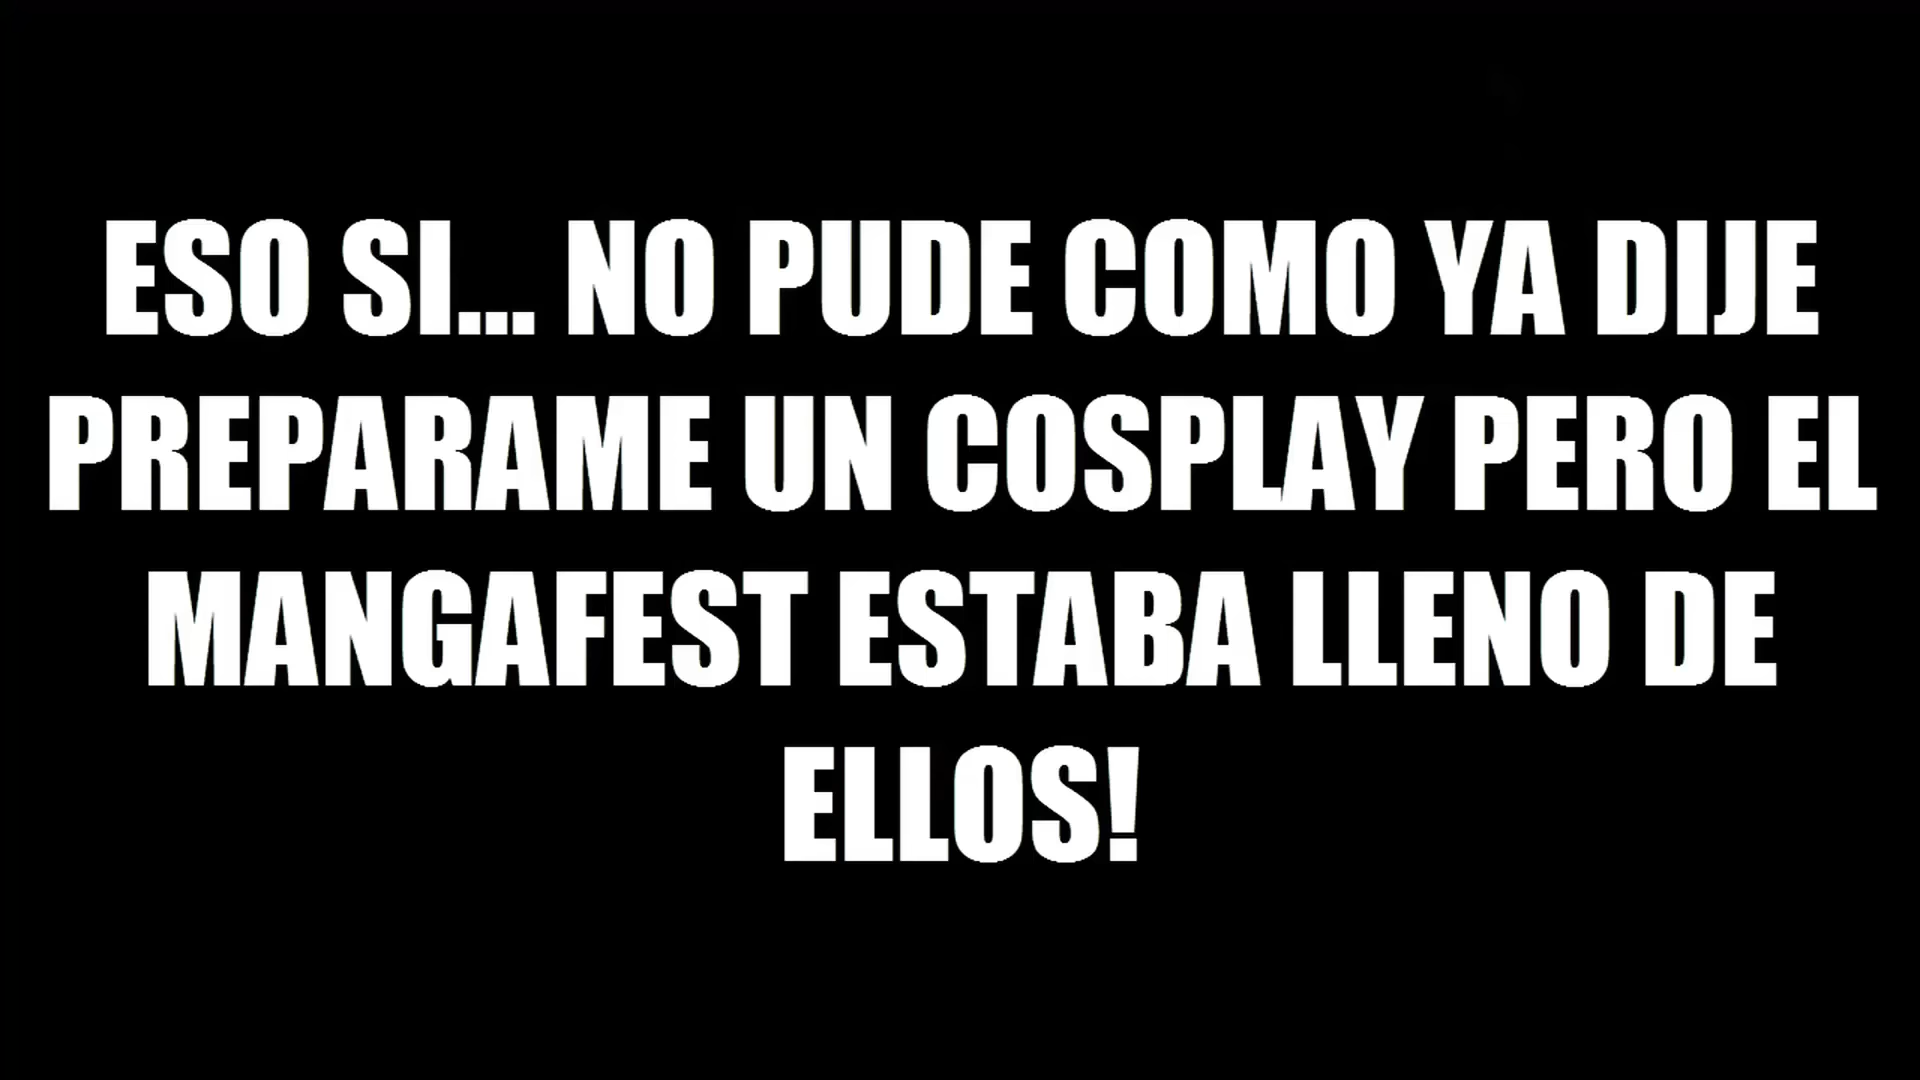 ESO SI... NO PUDE COMO YA DIJE
PREPARAME UN COSPLAY PERO EL
MANGAFEST ESTABA LLENO DE
ELLOS!